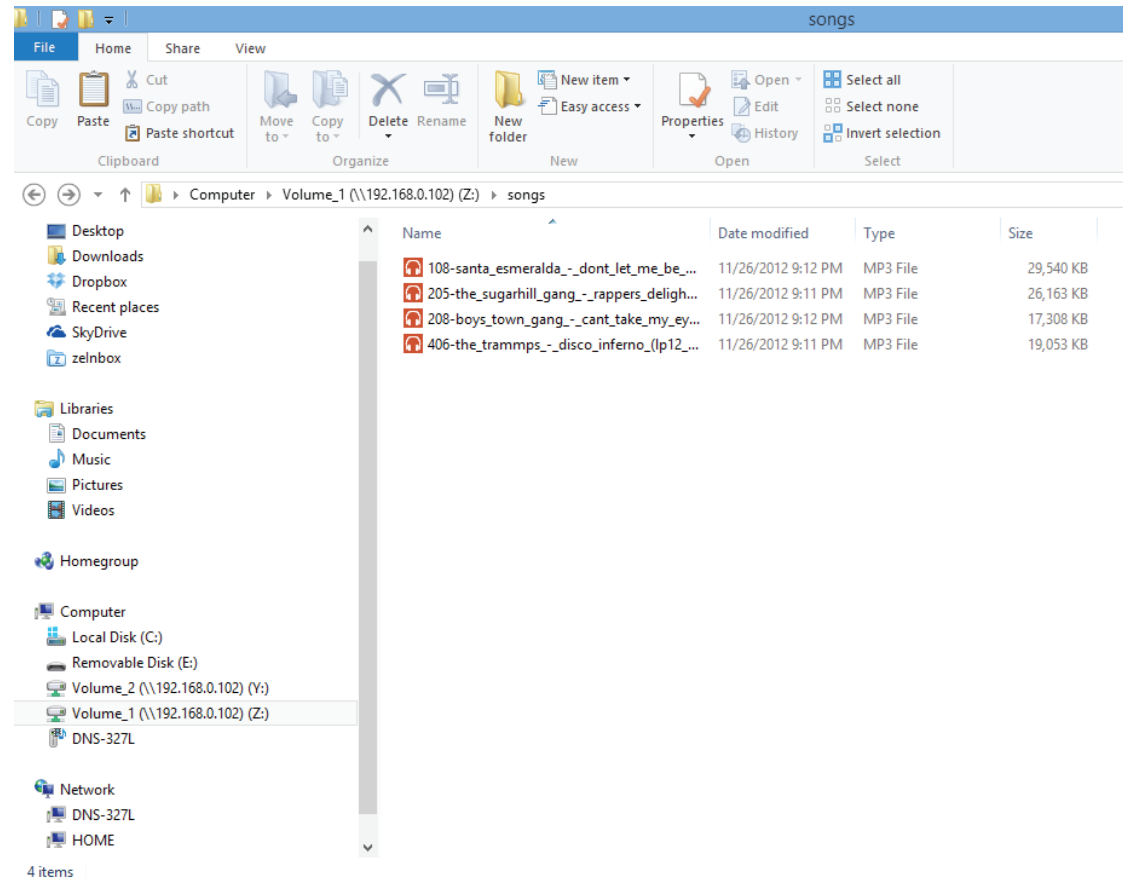 songs
File Home Share View
Copy
Paste
Cut
Copy path
Paste shortcut
Clipboard
Move to
Copy to
Delete
Rename
Organize
New folder
New item
Easy access
New
Properties
Open
Edit
History
Open
Select all
Select none
Invert selection
Select
Computer Volume_1 (\\192.168.0.102) (Z:) songs
Desktop
Downloads
Dropbox
Recent places
SkyDrive
zelnbox
Libraries
Documents
Music
Pictures
Videos
Homegroup
Computer
Local Disk (C:)
Removable Disk (E:)
Volume_2 (\\192.168.0.102) (Y:)
Volume_1 (\\192.168.0.102) (Z:)
DNS-327L
Network
DNS-327L
HOME
Name Date modified Type Size
108-santa_esmeralda_-_dont_let_me_be_... 11/26/2012 9:12 PM MP3 File 29,540 KB
205-the_sugarhill_gang_-_rappers_deligh... 11/26/2012 9:11 PM MP3 File 26,163 KB
208-boys_town_gang_-_cant_take_my_ey... 11/26/2012 9:12 PM MP3 File 17,308 KB
406-the_trammps_-_disco_inferno_(lp12_... 11/26/2012 9:11 PM MP3 File 19,053 KB
4 items